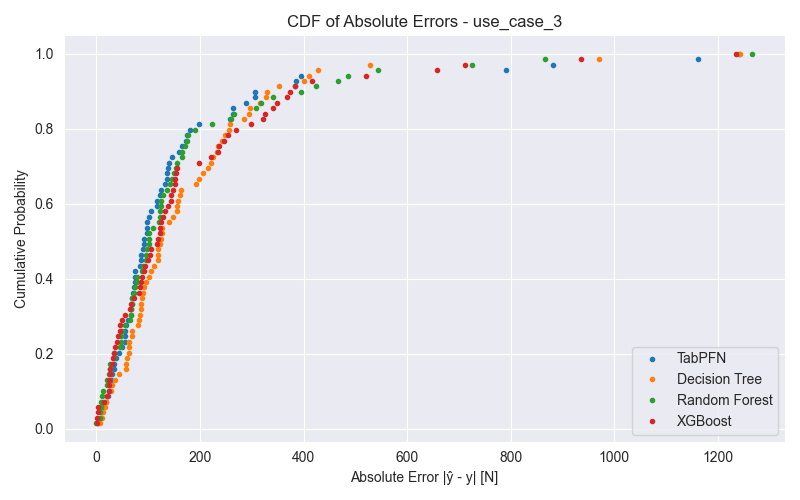 CDF of Absolute Errors - use_case_3
Cumulative Probability
1.0
0.8
0.6
0.4
0.2
0.0
0
200
400
600
800
1000
1200
Absolute Error |ŷ - y| [N]
TabPFN
Decision Tree
Random Forest
XGBoost